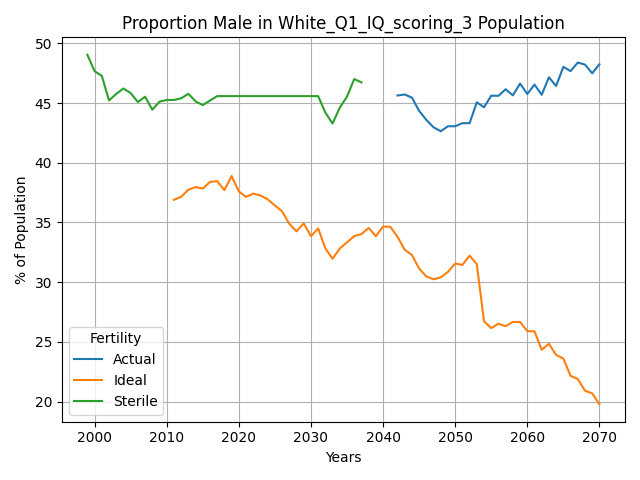 Proportion Male in White_Q1_IQ_scoring_3 Population
% of Population
50
45
40
35
30
25
20
Fertility
Actual
Ideal
Sterile
2000 2010 2020 2030 2040 2050 2060 2070
Years